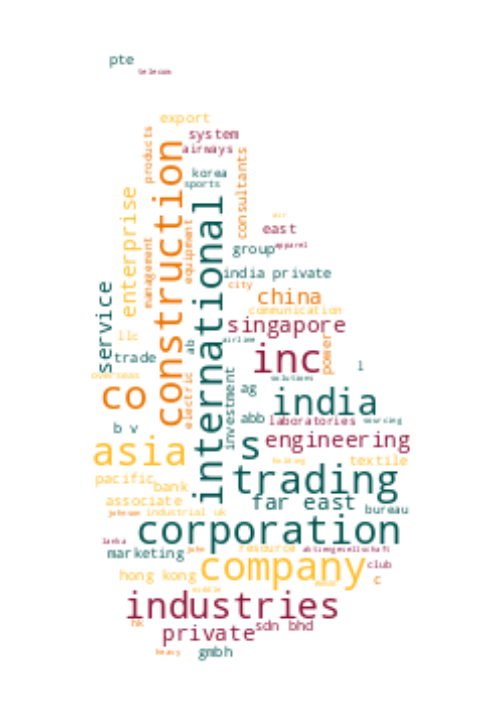 pte
telecom
export
system
airways
products
construction
korea
sports
consultants
enterprise
international
air
east
equipment
management
group
apparel
india private
city
china
service
communication
singapore
llc
airline
power
ab
trade
inc
l
overseas
solutions
electric
investment
ag
co
india
abb
laboratories
sourcing
b v
s
engineering
asia
holding
textile
pacific
bank
trading
associate
far east
bureau
johnson
industrial
uk
corporation
lanka
marketing
john
resource
aktiengesellschaft
club
hong kong
company
c
middle
industries
hk
private
sdn bhd
heavy
gmbh